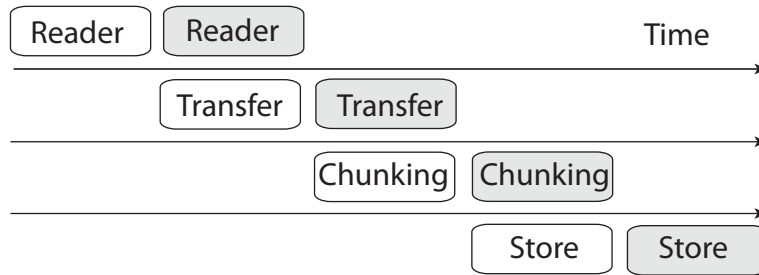 Reader Reader Time
Transfer Transfer
Chunking Chunking
Store Store